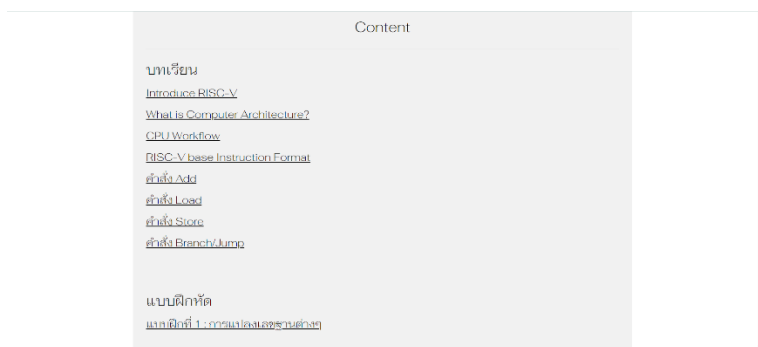 Content
บทเรียน
Introduce RISC-V
What is Computer Architecture?
CPU Workflow
RISC-V base Instruction Format
คำสั่ง Add
คำสั่ง Load
คำสั่ง Store
คำสั่ง Branch/Jump
แบบฝึกหัด
แบบฝึกที่ 1 : การแปลงเลขฐานต่างๆ